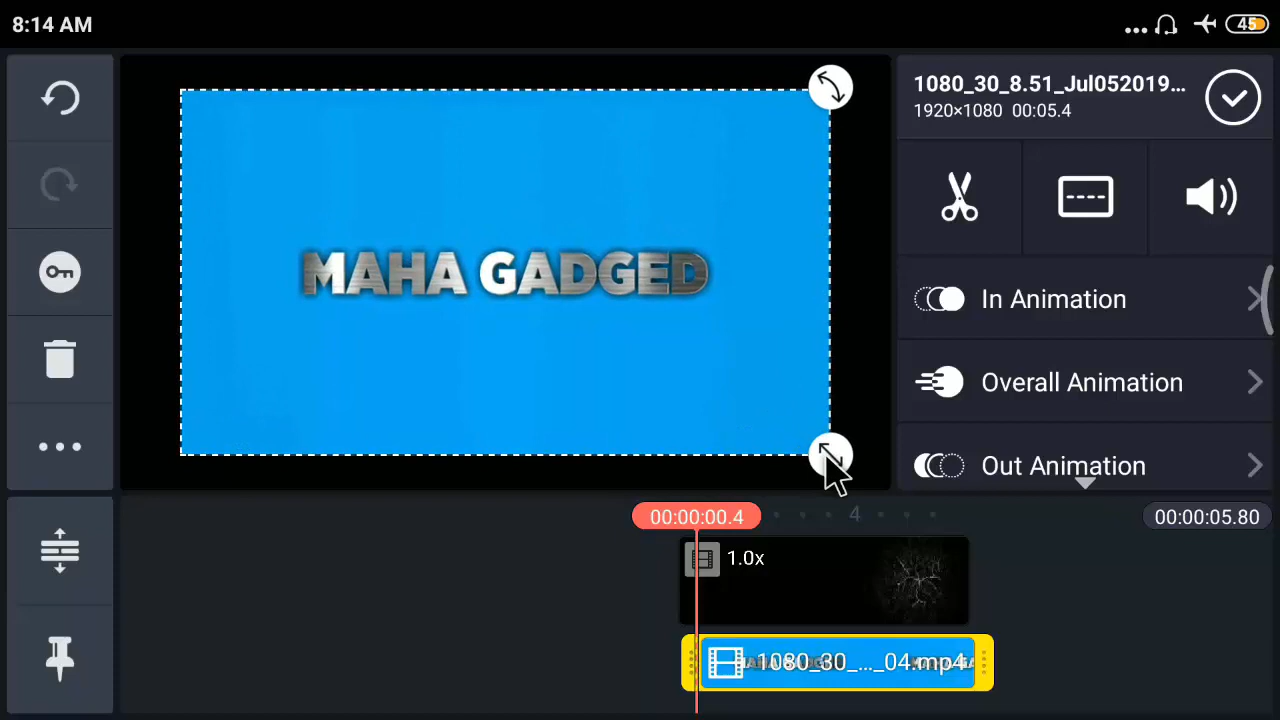 8:14 AM
45
1080_30_8.51_Jul052019...
1920×1080 00:05.4
MAHA GADGED
In Animation
Overall Animation
Out Animation
00:00:00.4
4
00:00:05.80
1.0x
1080_30_..._04.mp4